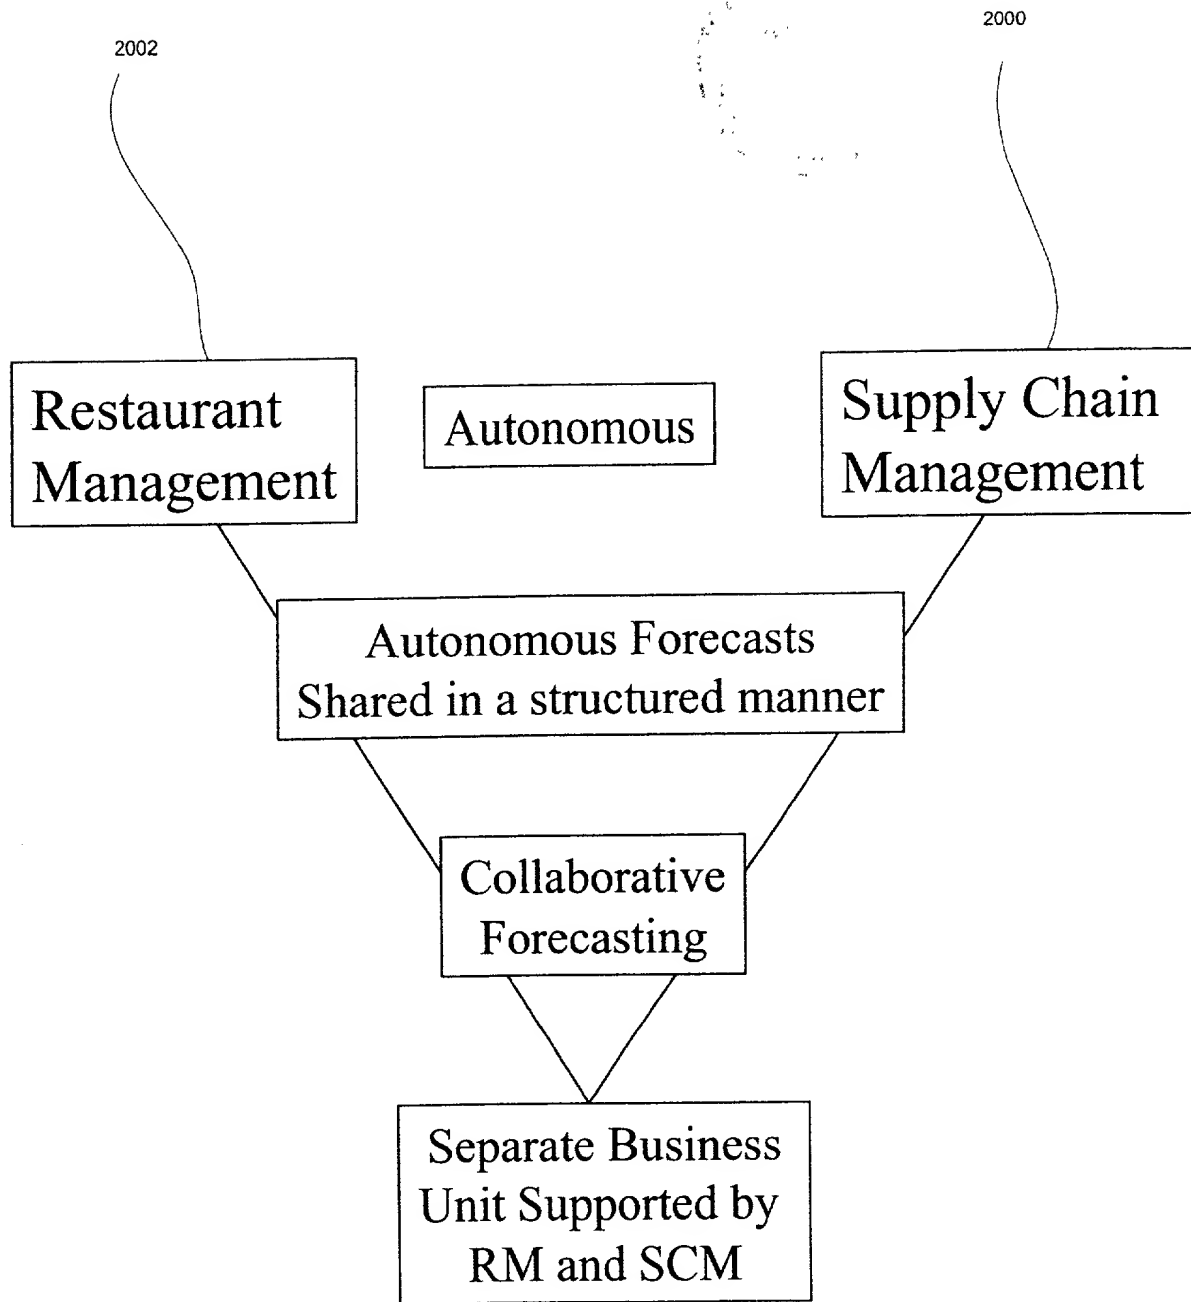 2002
2000
Restaurant
Management
Autonomous
Supply Chain
Management
Autonomous Forecasts
Shared in a structured manner
Collaborative
Forecasting
Separate Business
Unit Supported by
RM and SCM